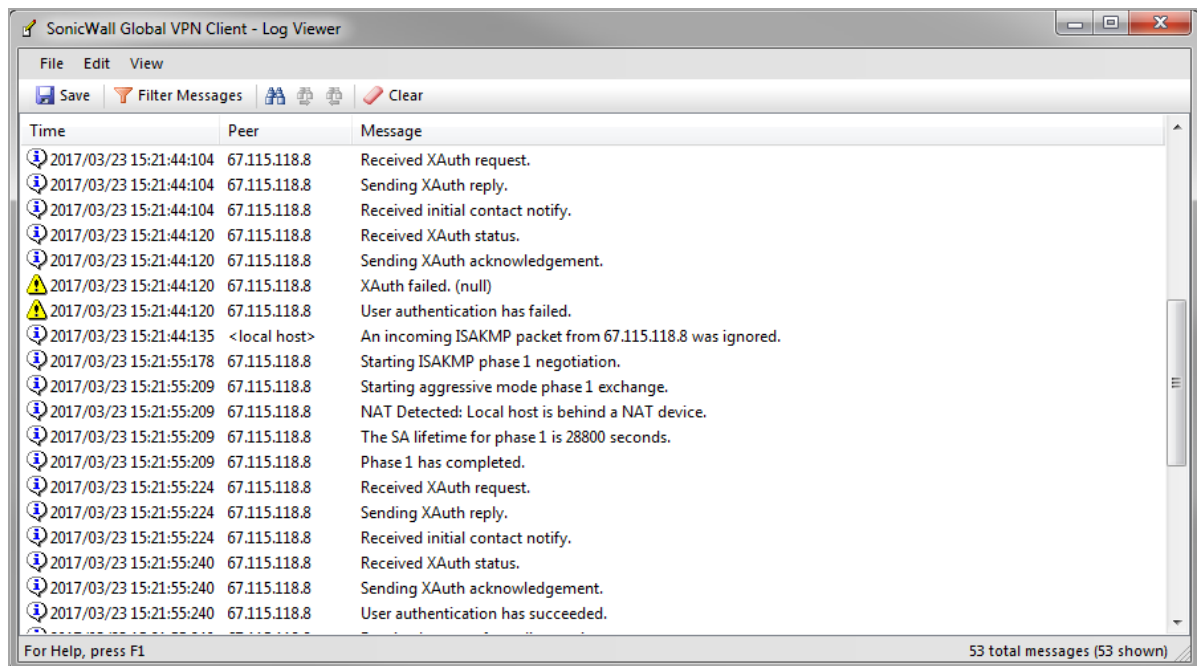 SonicWall Global VPN Client - Log Viewer
File Edit View
Save Filter Messages Clear
Time Peer Message
2017/03/23 15:21:44:104 67.115.118.8 Received XAuth request.
2017/03/23 15:21:44:104 67.115.118.8 Sending XAuth reply.
2017/03/23 15:21:44:104 67.115.118.8 Received initial contact notify.
2017/03/23 15:21:44:120 67.115.118.8 Received XAuth status.
2017/03/23 15:21:44:120 67.115.118.8 Sending XAuth acknowledgement.
2017/03/23 15:21:44:120 67.115.118.8 XAuth failed. (null)
2017/03/23 15:21:44:120 67.115.118.8 User authentication has failed.
2017/03/23 15:21:44:135 <local host> An incoming ISAKMP packet from 67.115.118.8 was ignored.
2017/03/23 15:21:55:178 67.115.118.8 Starting ISAKMP phase 1 negotiation.
2017/03/23 15:21:55:209 67.115.118.8 Starting aggressive mode phase 1 exchange.
2017/03/23 15:21:55:209 67.115.118.8 NAT Detected: Local host is behind a NAT device.
2017/03/23 15:21:55:209 67.115.118.8 The SA lifetime for phase 1 is 28800 seconds.
2017/03/23 15:21:55:209 67.115.118.8 Phase 1 has completed.
2017/03/23 15:21:55:224 67.115.118.8 Received XAuth request.
2017/03/23 15:21:55:224 67.115.118.8 Sending XAuth reply.
2017/03/23 15:21:55:224 67.115.118.8 Received initial contact notify.
2017/03/23 15:21:55:240 67.115.118.8 Received XAuth status.
2017/03/23 15:21:55:240 67.115.118.8 Sending XAuth acknowledgement.
2017/03/23 15:21:55:240 67.115.118.8 User authentication has succeeded.
For Help, press F1 53 total messages (53 shown)